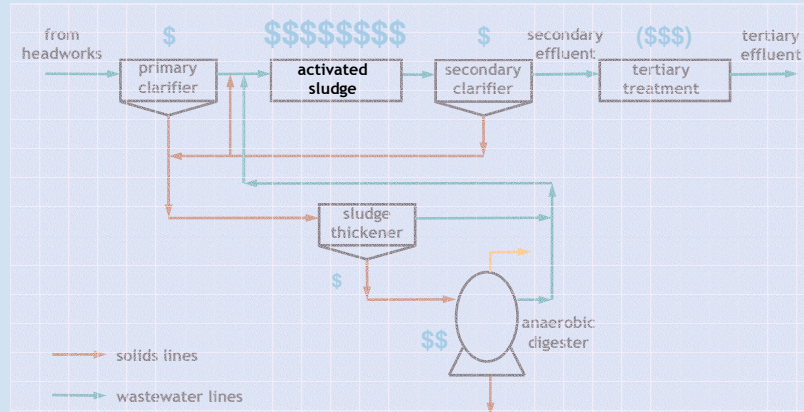 from
headworks
$
primary
clarifier
$$$$$$$$
activated
sludge
$
secondary
clarifier
secondary
effluent
($$$)
tertiary
treatment
tertiary
effluent
sludge
thickener
$
$$
anaerobic
digester
solids lines
wastewater lines